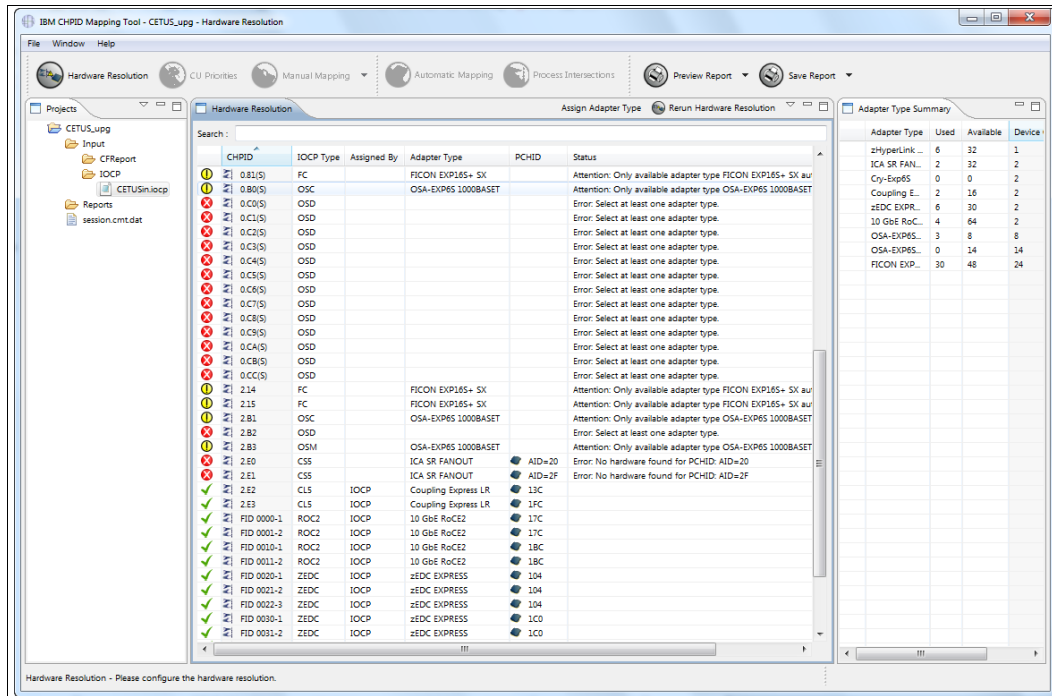 IBM CHPID Mapping Tool - CETUS_upg - Hardware Resolution
File Window Help
Hardware Resolution CU Priorities Manual Mapping Automatic Mapping Process Intersections Preview Report Save Report
Projects
CETUS_upg
Input
CFReport
IOCP
CETUSin.iocp
Reports
session.cmt.dat
Hardware Resolution Assign Adapter Type Rerun Hardware Resolution
Search :
CHPID IOCP Type Assigned By Adapter Type PCHID Status
0.81(S) FC FICON EXP16S+ SX Attention: Only available adapter type FICON EXP16S+ SX au
0.B0(S) OSC OSA-EXP6S 1000BASET Attention: Only available adapter type OSA-EXP6S 1000BASET
0.C0(S) OSD Error: Select at least one adapter type.
0.C1(S) OSD Error: Select at least one adapter type.
0.C2(S) OSD Error: Select at least one adapter type.
0.C3(S) OSD Error: Select at least one adapter type.
0.C4(S) OSD Error: Select at least one adapter type.
0.C5(S) OSD Error: Select at least one adapter type.
0.C6(S) OSD Error: Select at least one adapter type.
0.C7(S) OSD Error: Select at least one adapter type.
0.C8(S) OSD Error: Select at least one adapter type.
0.C9(S) OSD Error: Select at least one adapter type.
0.CA(S) OSD Error: Select at least one adapter type.
0.CB(S) OSD Error: Select at least one adapter type.
0.CC(S) OSD Error: Select at least one adapter type.
2.14 FC FICON EXP16S+ SX Attention: Only available adapter type FICON EXP16S+ SX au
2.15 FC FICON EXP16S+ SX Attention: Only available adapter type FICON EXP16S+ SX au
2.B1 OSC OSA-EXP6S 1000BASET Attention: Only available adapter type OSA-EXP6S 1000BASET
2.B2 OSD Error: Select at least one adapter type.
2.B3 OSM OSA-EXP6S 1000BASET Attention: Only available adapter type OSA-EXP6S 1000BASET
2.E0 CS5 ICA SR FANOUT AID=20 Error: No hardware found for PCHID: AID=20
2.E1 CS5 ICA SR FANOUT AID=2F Error: No hardware found for PCHID: AID=2F
2.E2 CL5 IOCP Coupling Express LR 13C
2.E3 CL5 IOCP Coupling Express LR 1FC
FID 0000-1 ROC2 IOCP 10 GbE RoCE2 17C
FID 0001-2 ROC2 IOCP 10 GbE RoCE2 17C
FID 0010-1 ROC2 IOCP 10 GbE RoCE2 1BC
FID 0011-2 ROC2 IOCP 10 GbE RoCE2 1BC
FID 0020-1 ZEDC IOCP zEDC EXPRESS 104
FID 0021-2 ZEDC IOCP zEDC EXPRESS 104
FID 0022-3 ZEDC IOCP zEDC EXPRESS 104
FID 0030-1 ZEDC IOCP zEDC EXPRESS 1C0
FID 0031-2 ZEDC IOCP zEDC EXPRESS 1C0
Adapter Type Summary
Adapter Type Used Available Device
zHyperLink ... 6 32 1
ICA SR FAN... 2 32 2
Cry-Exp6S 0 0 2
Coupling E... 2 16 2
zEDC EXPR... 6 30 2
10 GbE RoC... 4 64 2
OSA-EXP6S... 3 8 8
OSA-EXP6S... 0 14 14
FICON EXP... 30 48 24
Hardware Resolution - Please configure the hardware resolution.